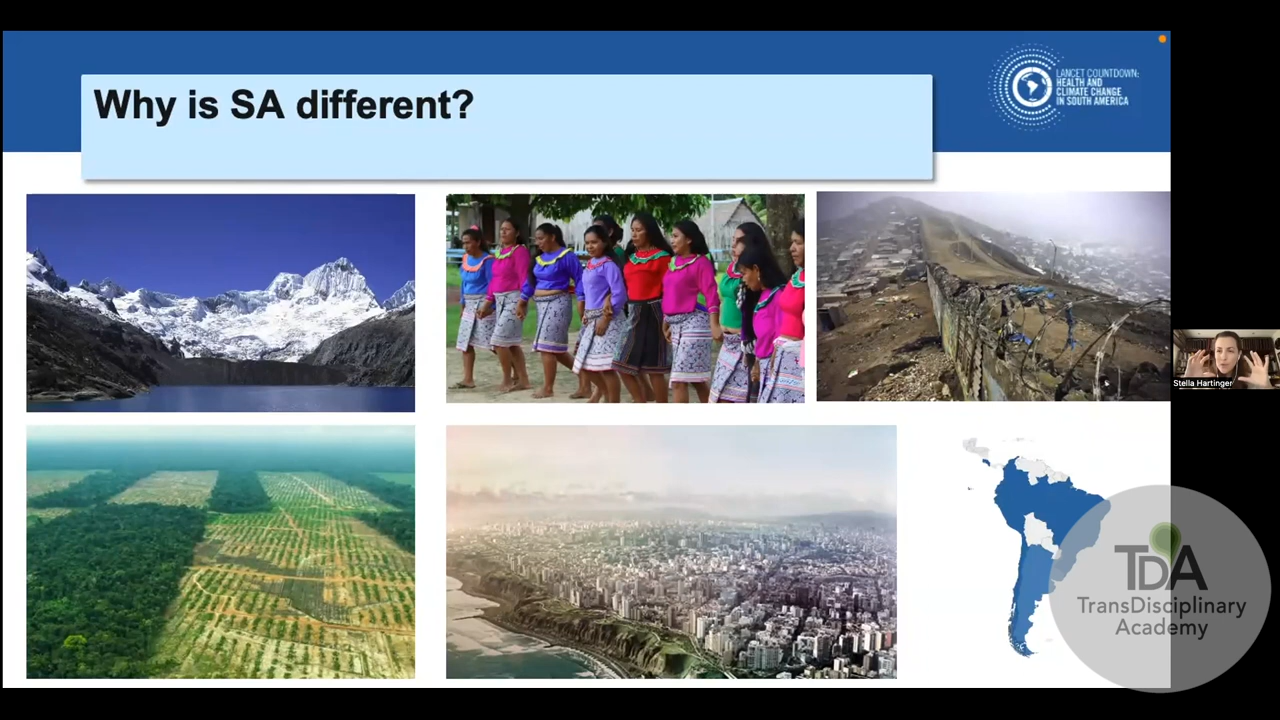 Why is SA different?
LANCET COUNTDOWN:
HEALTH AND
CLIMATE CHANGE
IN SOUTH AMERICA
Stella Hartinger
TDA
TransDisciplinary
Academy